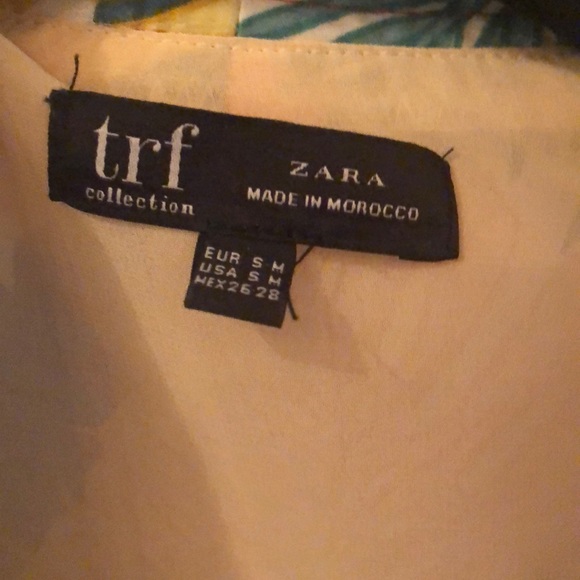 trf
collection
ZARA
MADE IN MOROCCO
EUR S M
USA S M
MEX 26 28